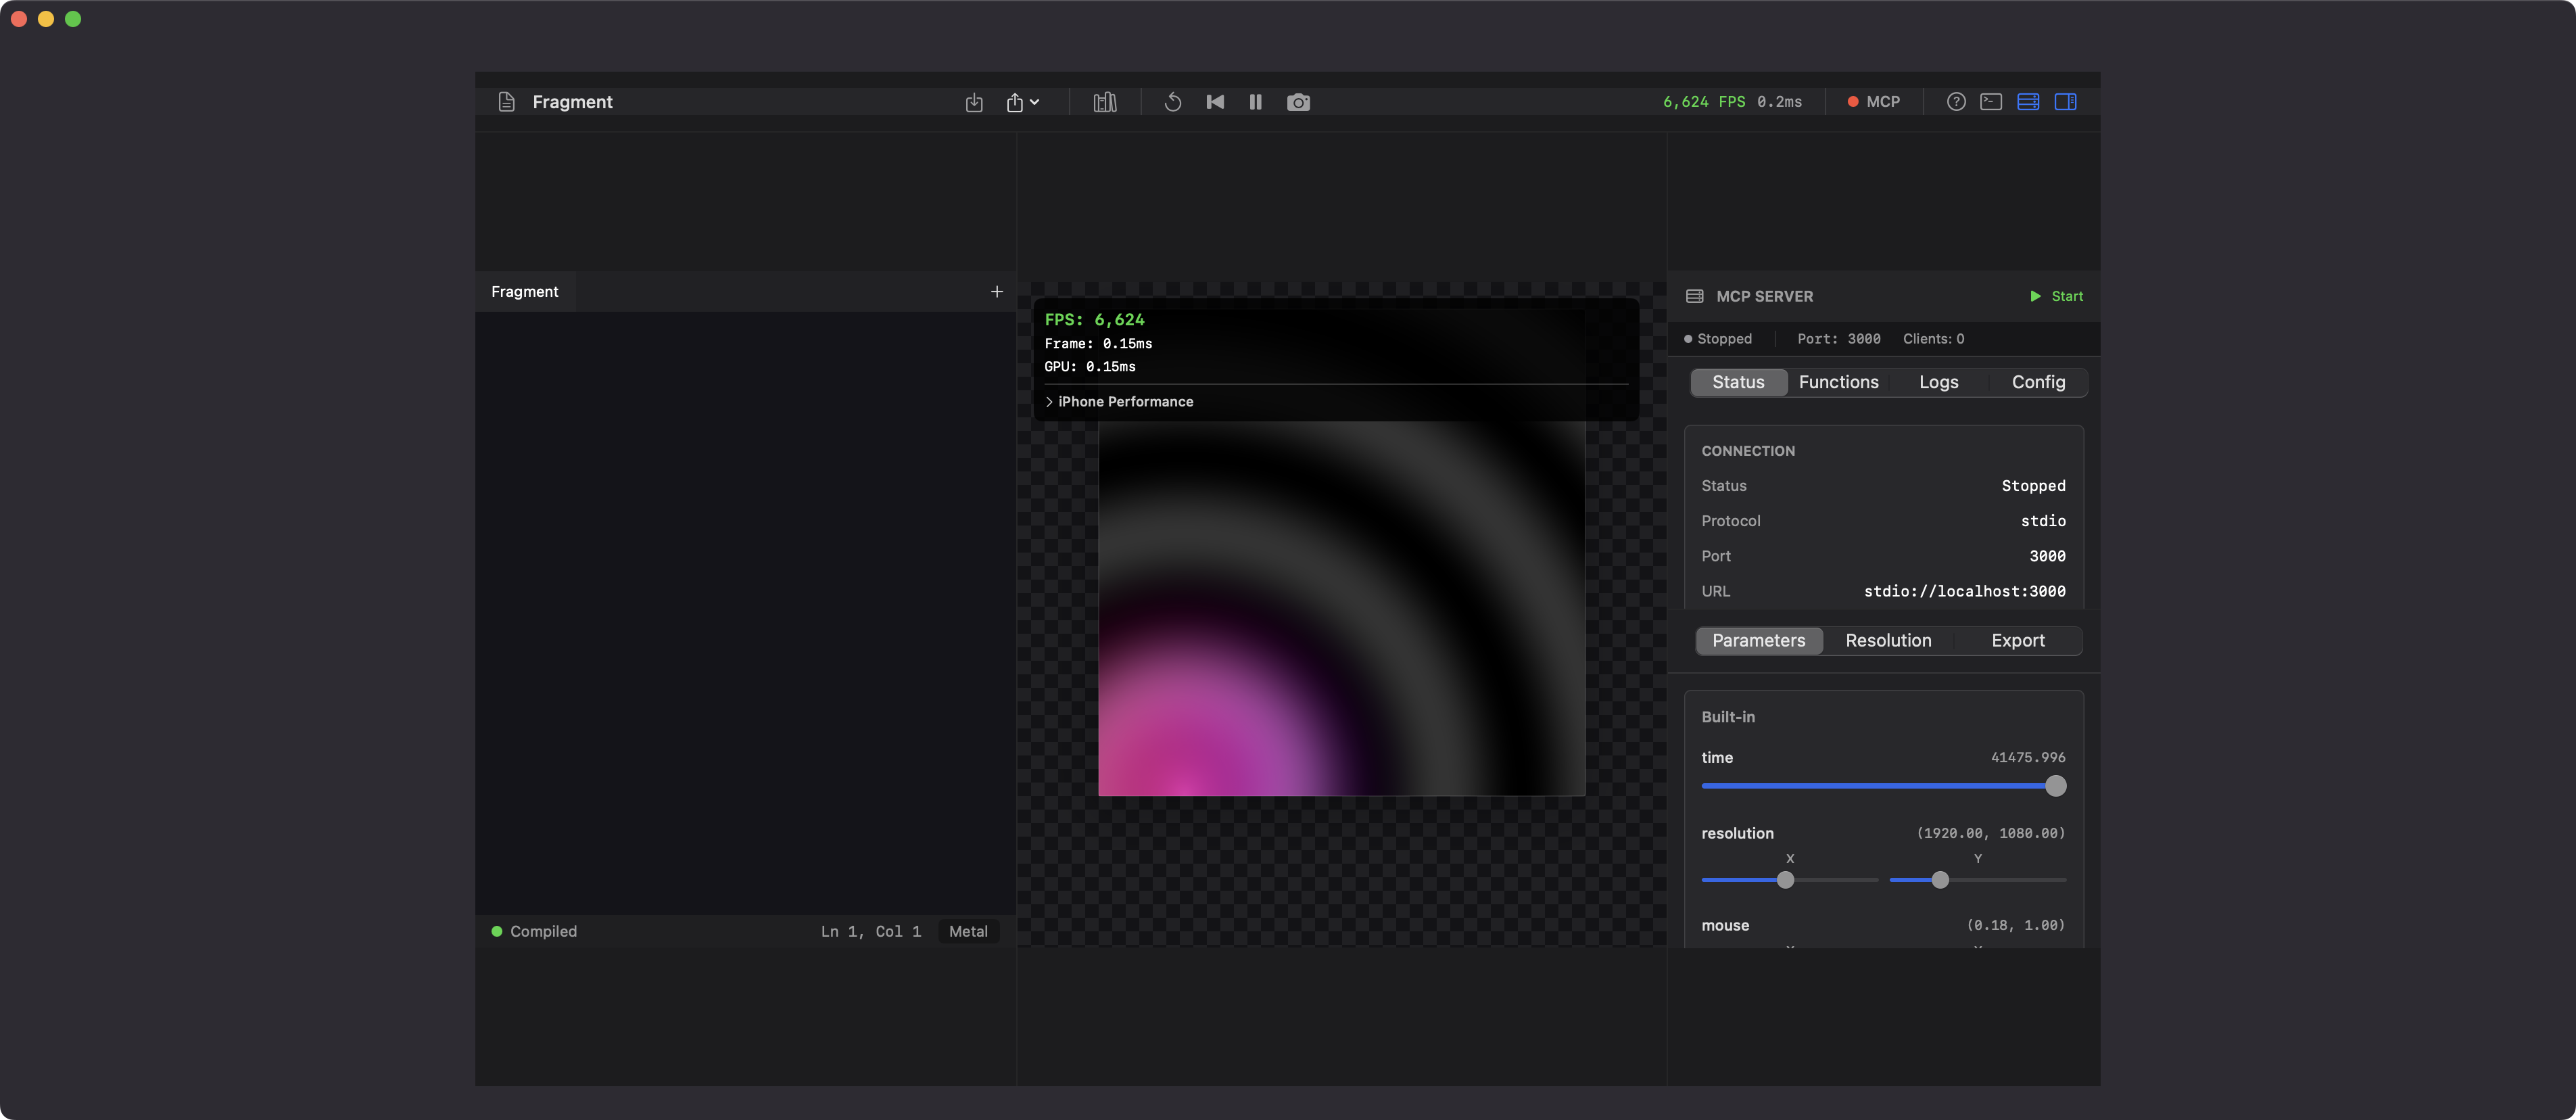 Fragment
6,624 FPS 0.2ms
MCP
Fragment
Compiled
Ln 1, Col 1
Metal
FPS: 6,624
Frame: 0.15ms
GPU: 0.15ms
iPhone Performance
MCP SERVER
Start
Stopped
Port: 3000
Clients: 0
Status
Functions
Logs
Config
CONNECTION
Status Stopped
Protocol stdio
Port 3000
URL stdio://localhost:3000
Parameters
Resolution
Export
Built-in
time 41475.996
resolution (1920.00, 1080.00)
X Y
mouse (0.18, 1.00)